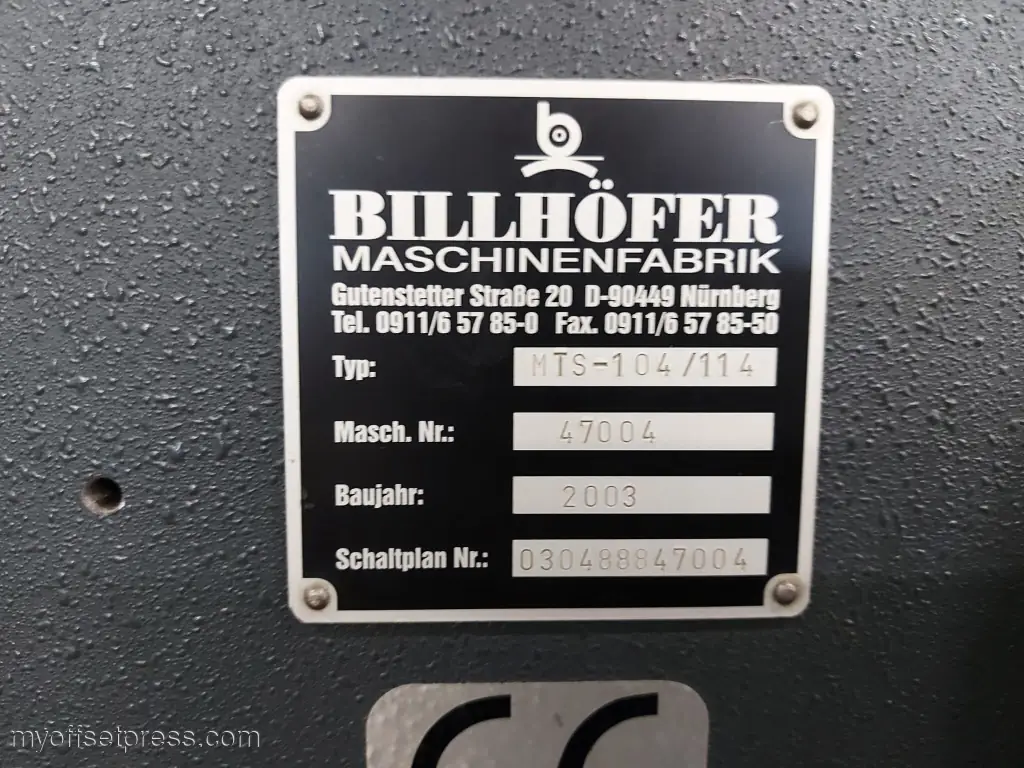 BILLHÖFER
MASCHINENFABRIK
Gutenstetter Straße 20 D-90449 Nürnberg
Tel. 0911/6 57 85-0 Fax. 0911/6 57 85-50
Typ: MTS-104/114
Masch. Nr.: 47004
Baujahr: 2003
Schaltplan Nr.: 030488847004
CE
myoffsetpress.com